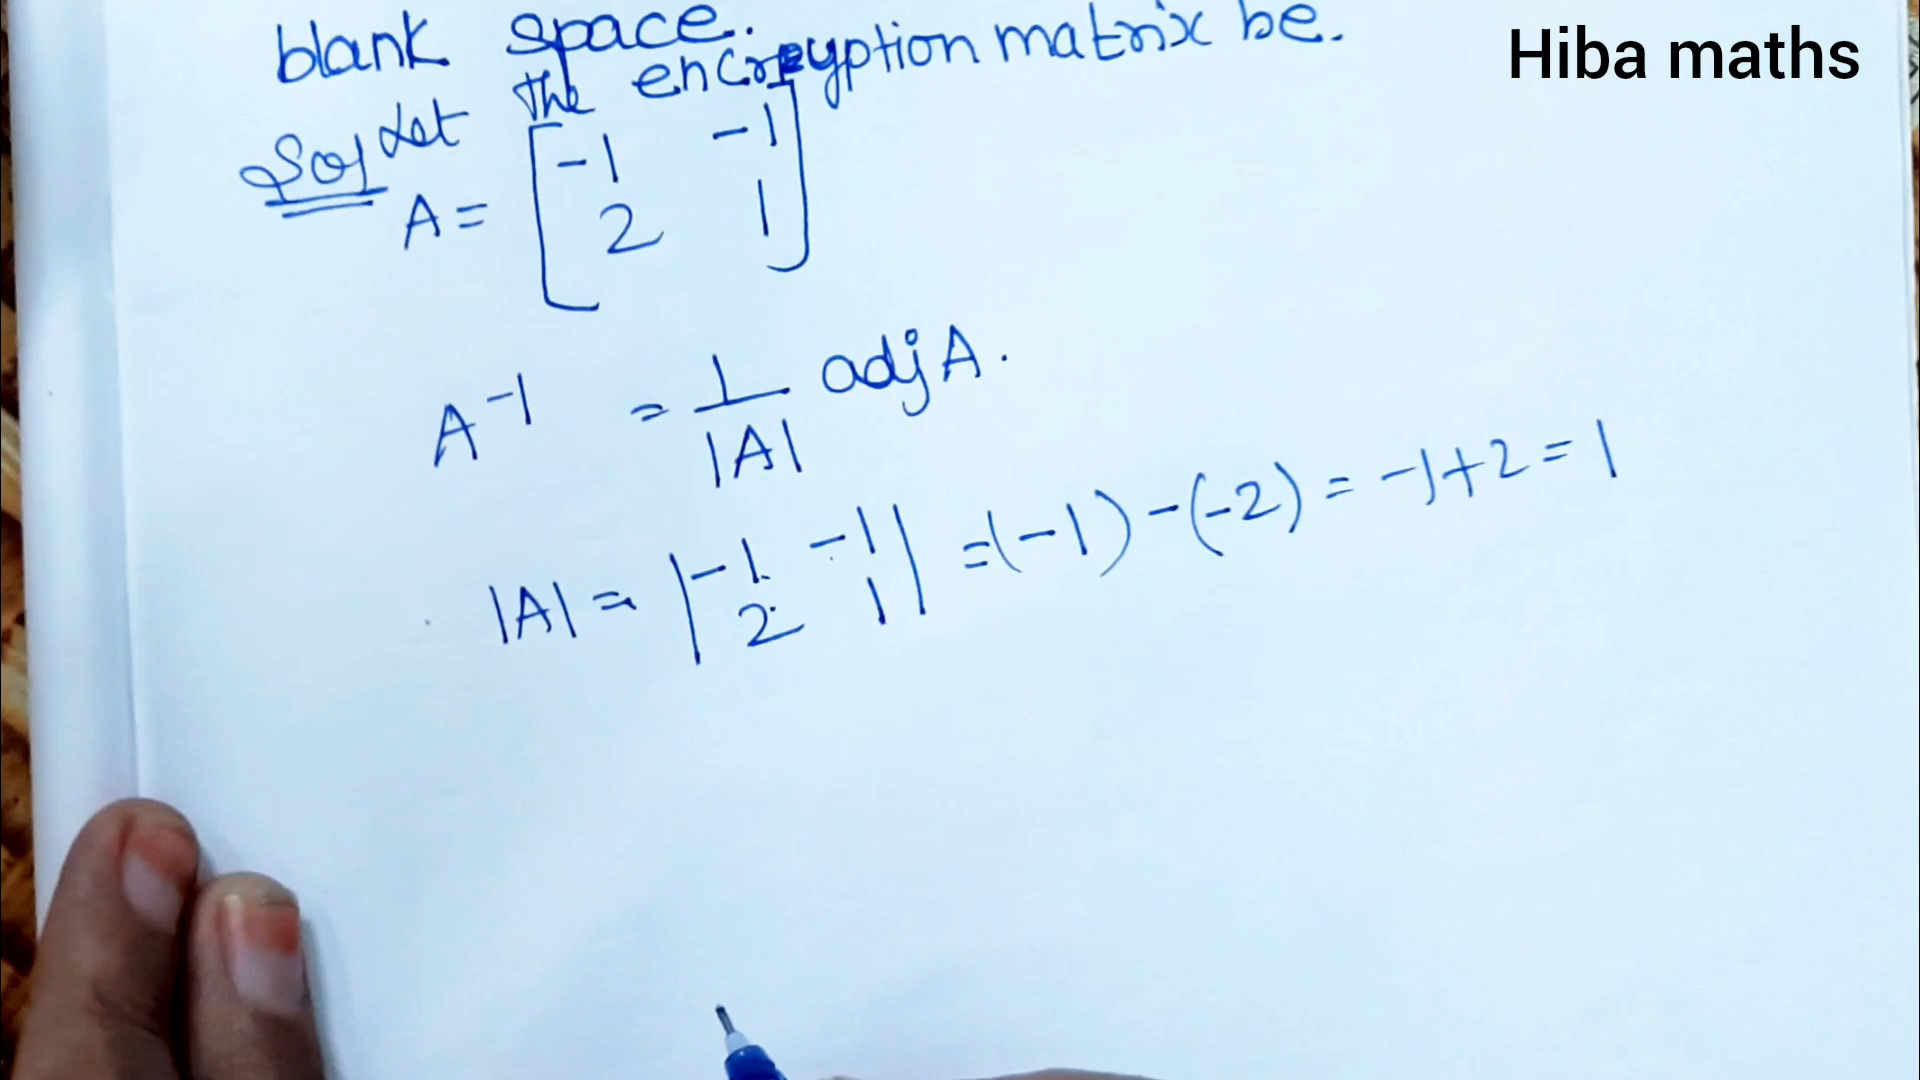 blank space.
Hiba maths
Sol Let the encreyption matrix be.
A = [ -1 -1
2 1 ]
A⁻¹ = 1/|A| adj A.
|A| = | -1 -1
2 1 | = (-1) - (-2) = -1+2 = 1